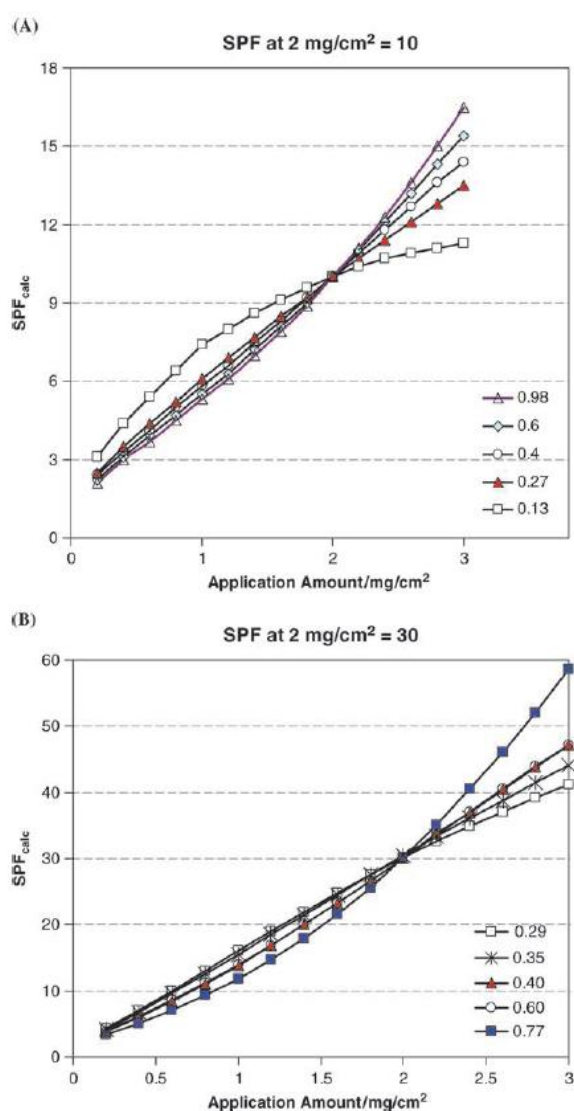 (A)
SPF at 2 mg/cm² = 10
18
15
12
9
6
3
0
SPFcalc
0.98
0.6
0.4
0.27
0.13
0 1 2 3
Application Amount/mg/cm²
(B)
SPF at 2 mg/cm² = 30
60
50
40
30
20
10
0
SPFcalc
0.29
0.35
0.40
0.60
0.77
0 0.5 1 1.5 2 2.5 3
Application Amount/mg/cm²